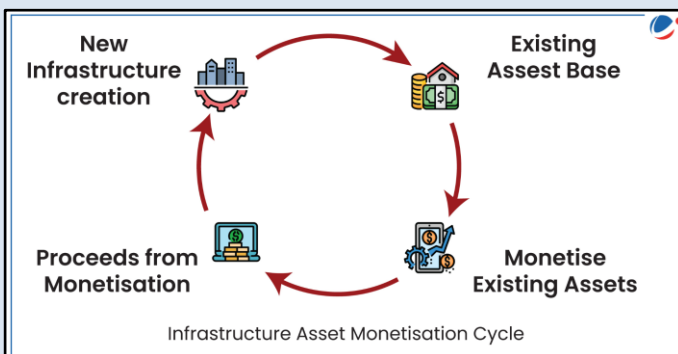 New
Infrastructure
creation
Existing
Assest Base
Proceeds from
Monetisation
Monetise
Existing Assets
Infrastructure Asset Monetisation Cycle